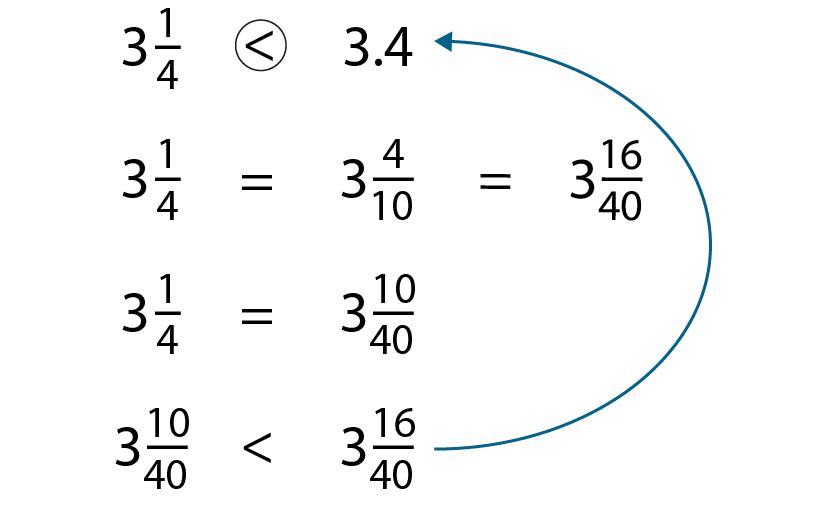 3 1/4 < 3.4
3 1/4 = 3 4/10 = 3 16/40
3 1/4 = 3 10/40
3 10/40 < 3 16/40